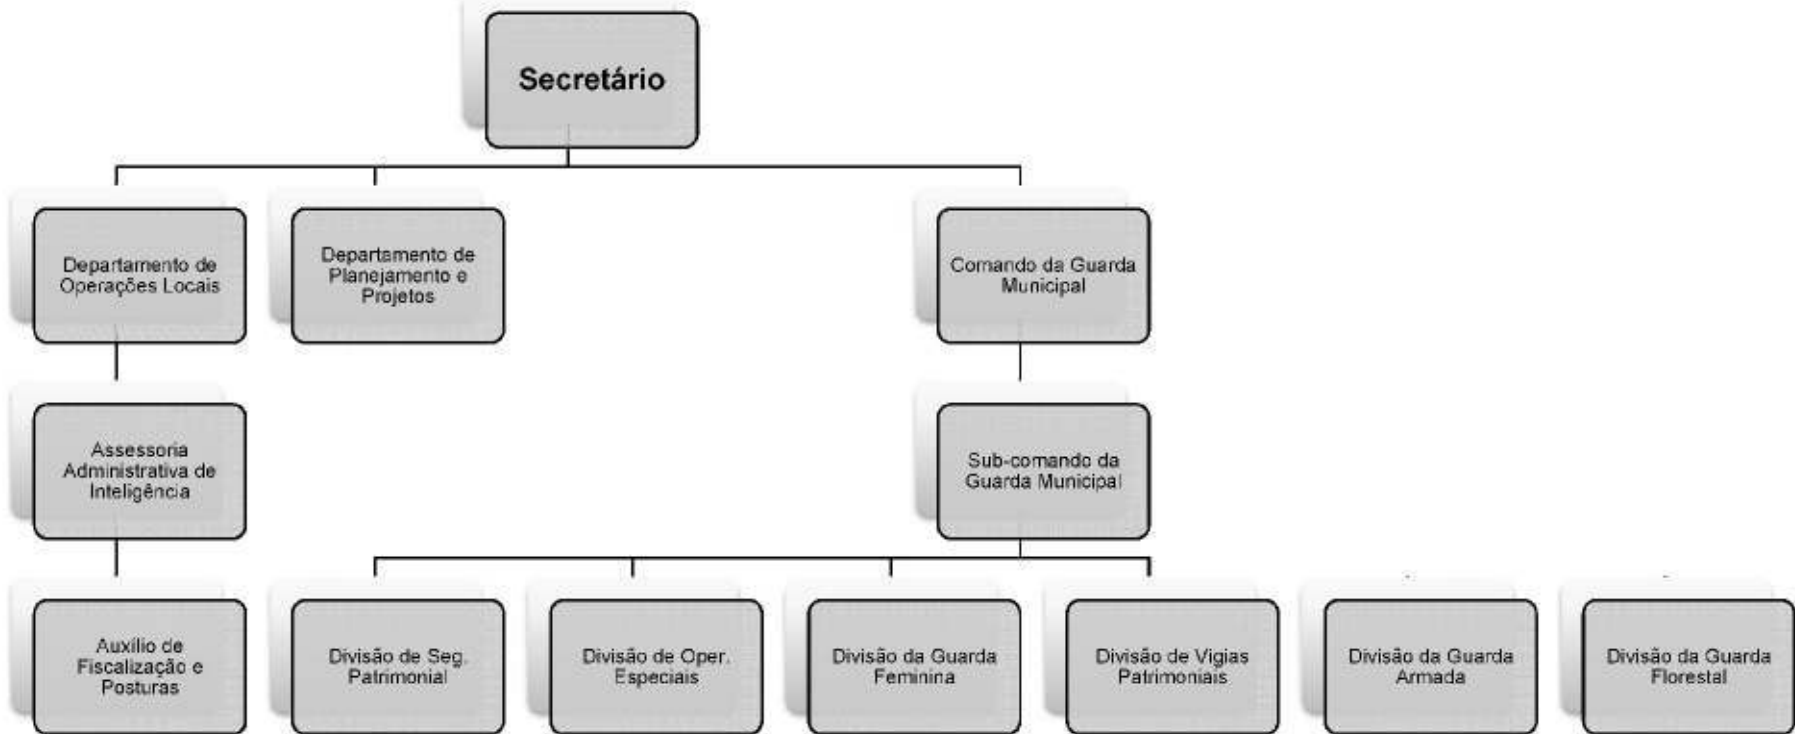 Secretário
Departamento de
Operações Locais
Departamento de
Planejamento e
Projetos
Comando da Guarda
Municipal
Assessoria
Administrativa de
Inteligência
Sub-comando da
Guarda Municipal
Auxílio de
Fiscalização e
Posturas
Divisão de Seg.
Patrimonial
Divisão de Oper.
Especiais
Divisão da Guarda
Feminina
Divisão de Vigias
Patrimoniais
Divisão da Guarda
Armada
Divisão da Guarda
Florestal